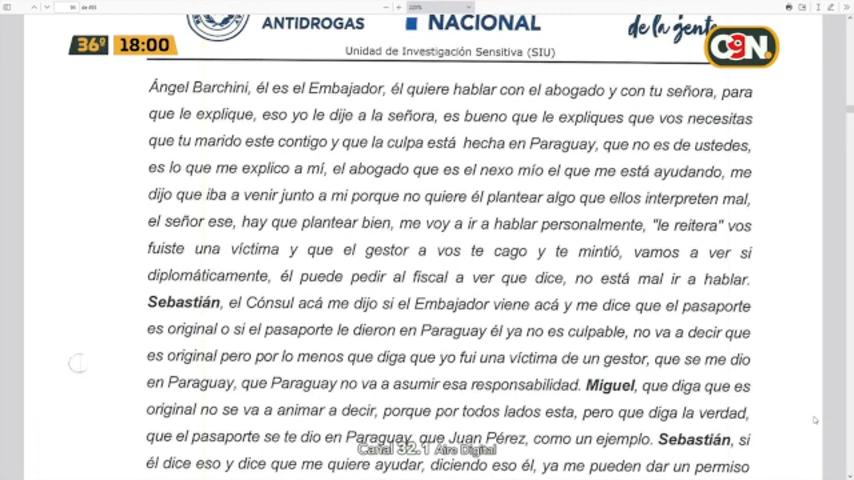 ANTIDROGAS
NACIONAL
de la gente
Unidad de Investigación Sensitiva (SIU)
36º 18:00
C9N
Ángel Barchini, él es el Embajador, él quiere hablar con el abogado y con tu señora, para
que le explique, eso yo le dije a la señora, es bueno que le expliques que vos necesitas
que tu marido este contigo y que la culpa está hecha en Paraguay, que no es de ustedes,
es lo que me explico a mí, el abogado que es el nexo mío el que me está ayudando, me
dijo que iba a venir junto a mi porque no quiere él plantear algo que ellos interpreten mal,
el señor ese, hay que plantear bien, me voy a ir a hablar personalmente, "le reitera" vos
fuiste una víctima y que el gestor a vos te cago y te mintió, vamos a ver si
diplomáticamente, él puede pedir al fiscal a ver que dice, no está mal ir a hablar.
Sebastián, el Cónsul acá me dijo si el Embajador viene acá y me dice que el pasaporte
es original o si el pasaporte le dieron en Paraguay él ya no es culpable, no va a decir que
es original pero por lo menos que diga que yo fui una víctima de un gestor, que se me dio
en Paraguay, que Paraguay no va a asumir esa responsabilidad. Miguel, que diga que es
original no se va a animar a decir, porque por todos lados esta, pero que diga la verdad,
que el pasaporte se te dio en Paraguay, que Juan Pérez, como un ejemplo. Sebastián, si
él dice eso y dice que me quiere ayudar, diciendo eso él, ya me pueden dar un permiso
Canal 32.1 Aire Digital